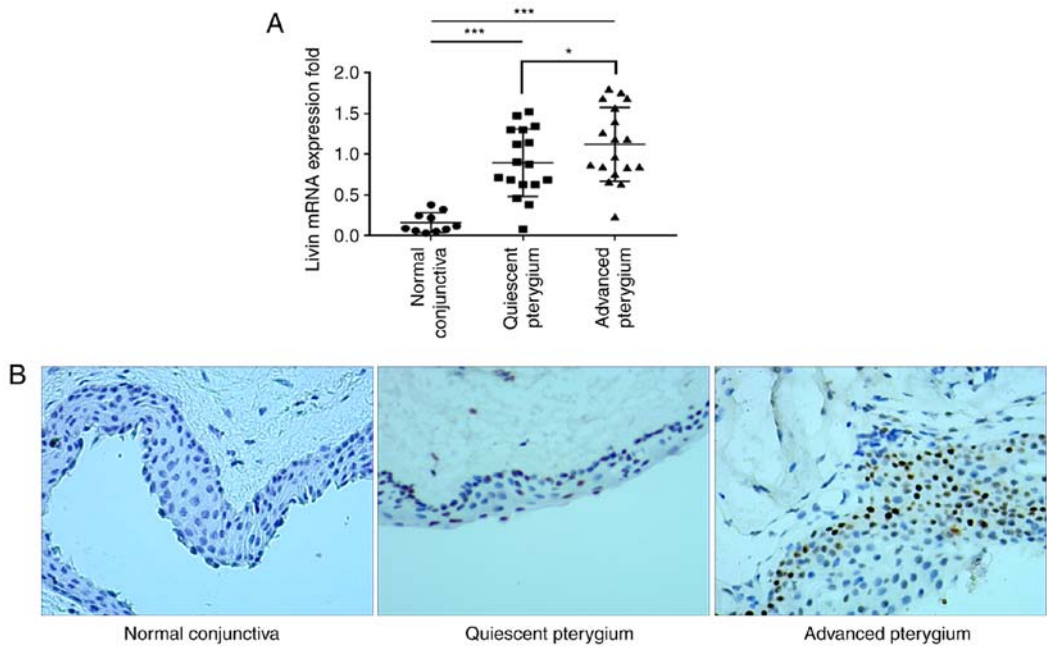 A
***
***
*
Livin mRNA expression fold
2.0
1.5
1.0
0.5
0.0
Normal
conjunctiva
Quiescent
pterygium
Advanced
pterygium
B
Normal conjunctiva
Quiescent pterygium
Advanced pterygium